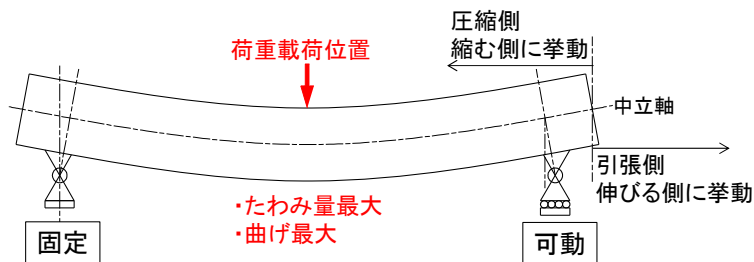 圧縮側
縮む側に挙動
荷重載荷位置
中立軸
引張側
伸びる側に挙動
・たわみ量最大
・曲げ最大
固定
可動